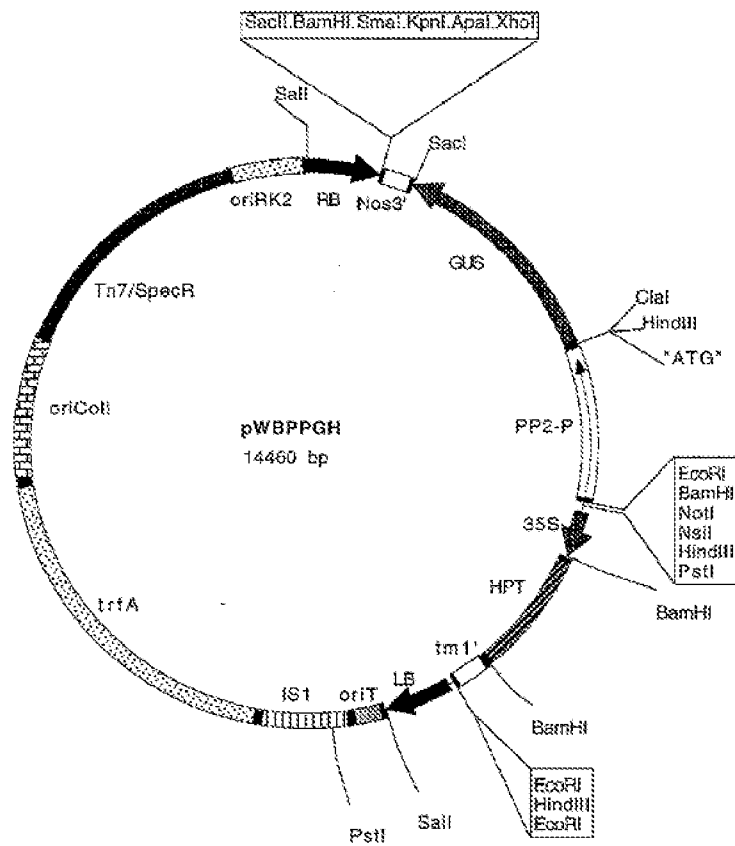 SacII.BamHI.SmaI.KpnI.ApaI.XhoI
SalI
SacI
oriRK2
RB
Nos3'
GUS
Tn7/SpecR
ClaI
HindIII
"ATG"
oriColI
pWBPPGH
14460 bp
PP2-P
EcoRI
BamHI
NotI
NsiI
HindIII
PstI
35S
BamHI
HPT
trfA
tm1'
LB
IS1
oriT
BamHI
EcoRI
HindIII
EcoRI
PstI
SalI